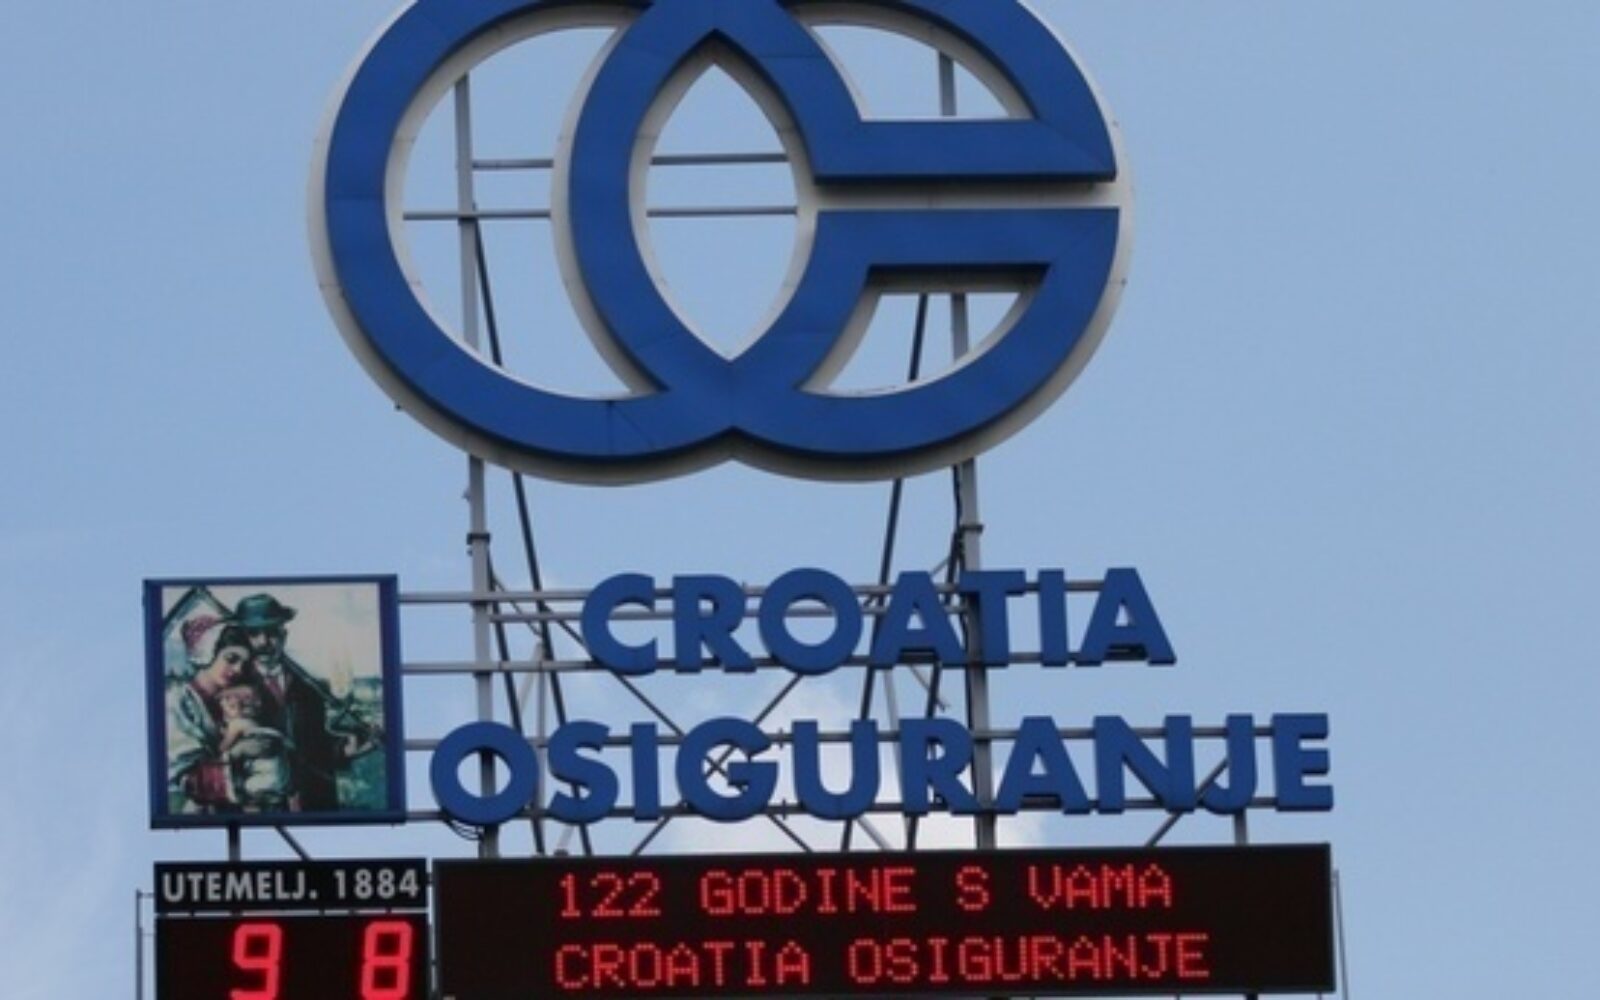 CROATIA
OSIGURANJE
UTEMELJ. 1884
9 8
122 GODINE S VAMA
CROATIA OSIGURANJE